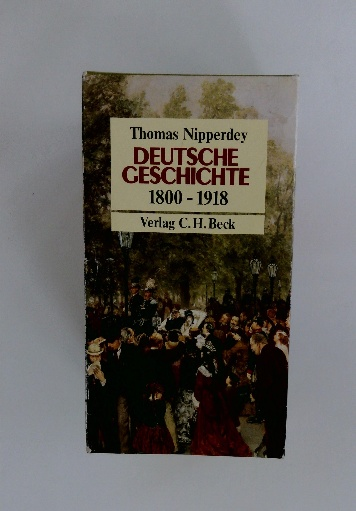 Thomas Nipperdey
DEUTSCHE
GESCHICHTE
1800 - 1918
Verlag C.H.Beck